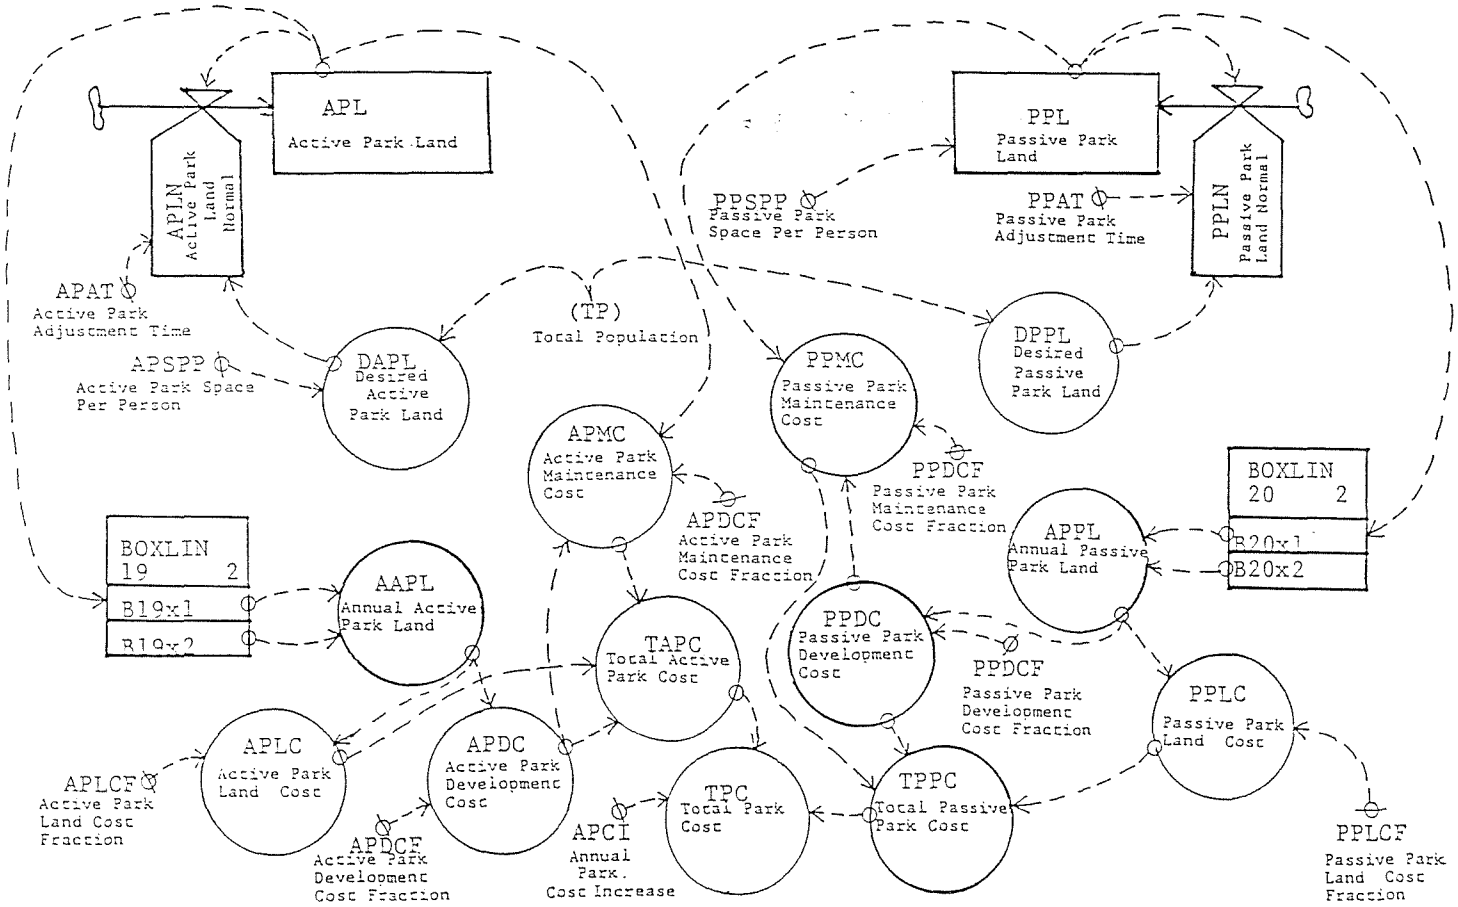 APL
Active Park Land
APLN
Active Park
Land
Normal
APAT
Active Park
Adjustment Time
APSPP
Active Park Space
Per Person
DAPL
Desired
Active
Park Land
(TP)
Total Population
PPL
Passive Park
Land
PPSPP
Passive Park
Space Per Person
PPAT
Passive Park
Adjustment Time
PPLN
Passive Park
Land Normal
DPPL
Desired
Passive
Park Land
PPMC
Passive Park
Maintenance
Cost
PPDCF
Passive Park
Maintenance
Cost Fraction
APMC
Active Park
Maintenance
Cost
APDCF
Active Park
Maintenance
Cost Fraction
BOXLIN
19 2
B19x1
B19x2
AAPL
Annual Active
Park Land
BOXLIN
20 2
B20x1
B20x2
APPL
Annual Passive
Park Land
TAPC
Total Active
Park Cost
PPDC
Passive Park
Development
Cost
PPDCF
Passive Park
Development
Cost Fraction
PPLC
Passive Park
Land Cost
APLC
Active Park
Land Cost
APLCF
Active Park
Land Cost
Fraction
APDC
Active Park
Development
Cost
APDCF
Active Park
Development
Cost Fraction
APCI
Annual
Park.
Cost Increase
TPC
Total Park
Cost
TPPC
Total Passive
Park Cost
PPLCF
Passive Park
Land Cost
Fraction